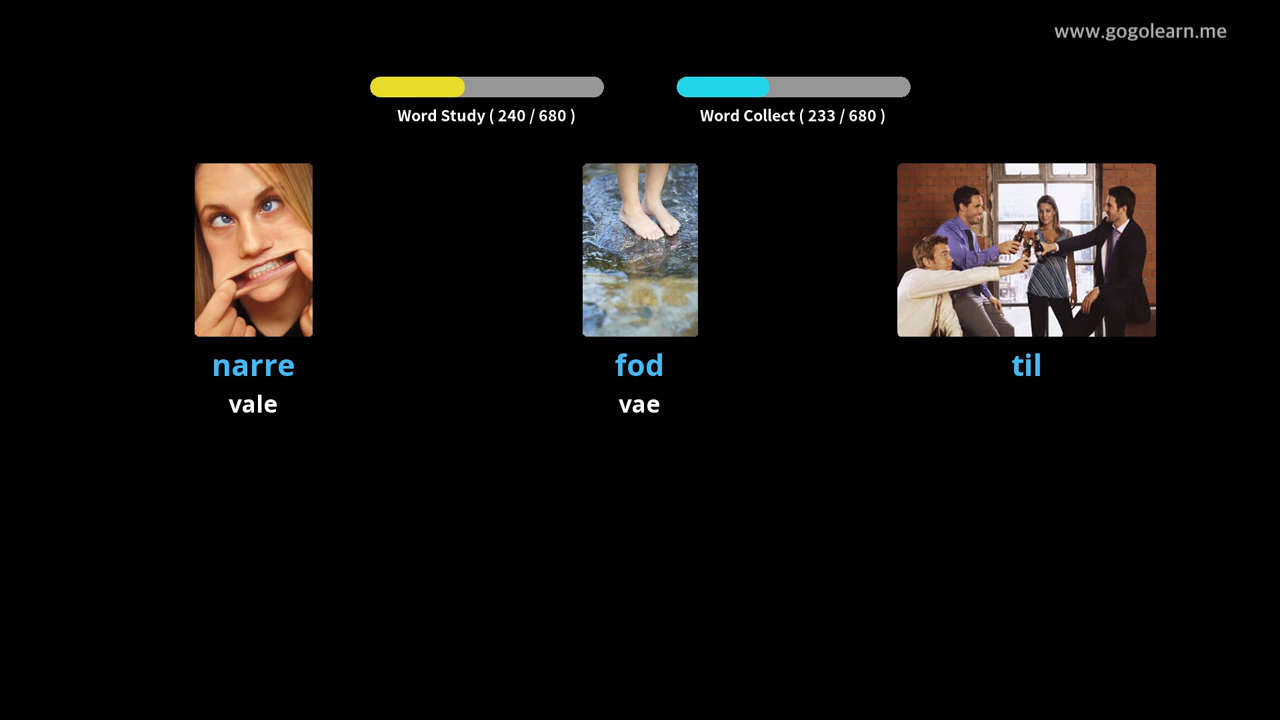 www.gogolearn.me
Word Study ( 240 / 680 )
Word Collect ( 233 / 680 )
narre
vale
fod
vae
til